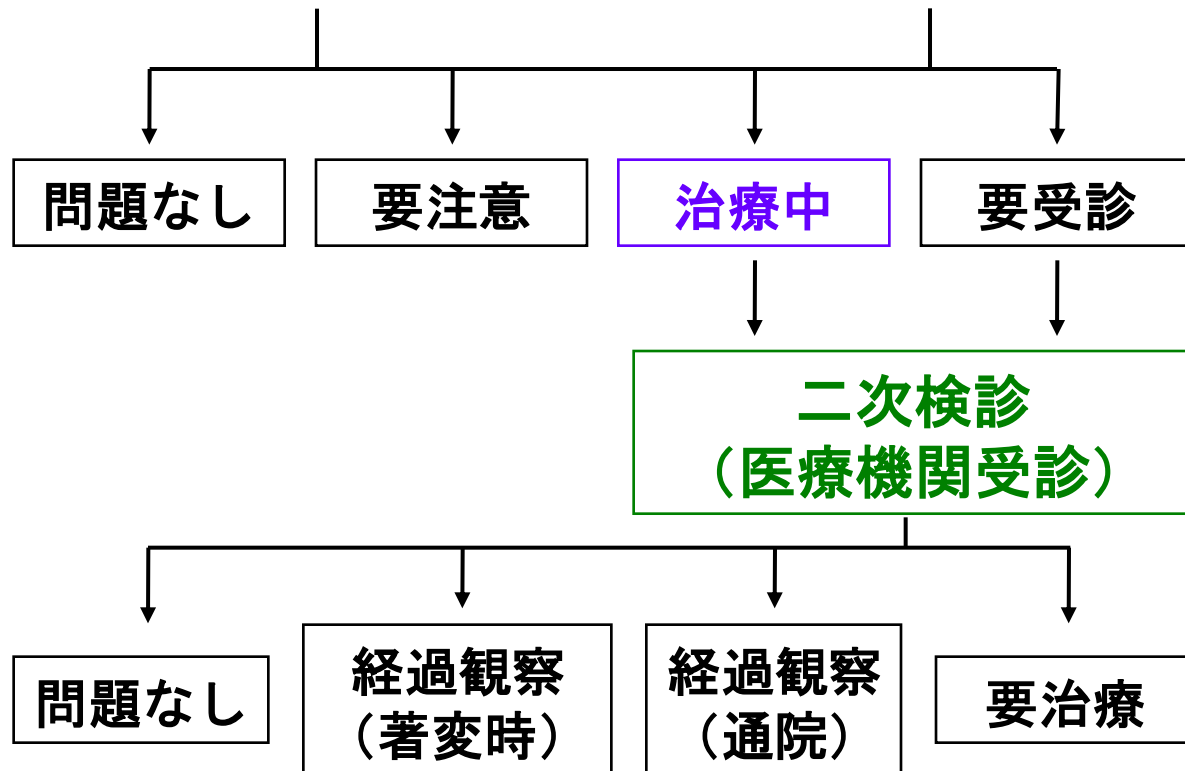 問題なし
要注意
治療中
要受診
二次検診
（医療機関受診）
問題なし
経過観察
（著変時）
経過観察
（通院）
要治療